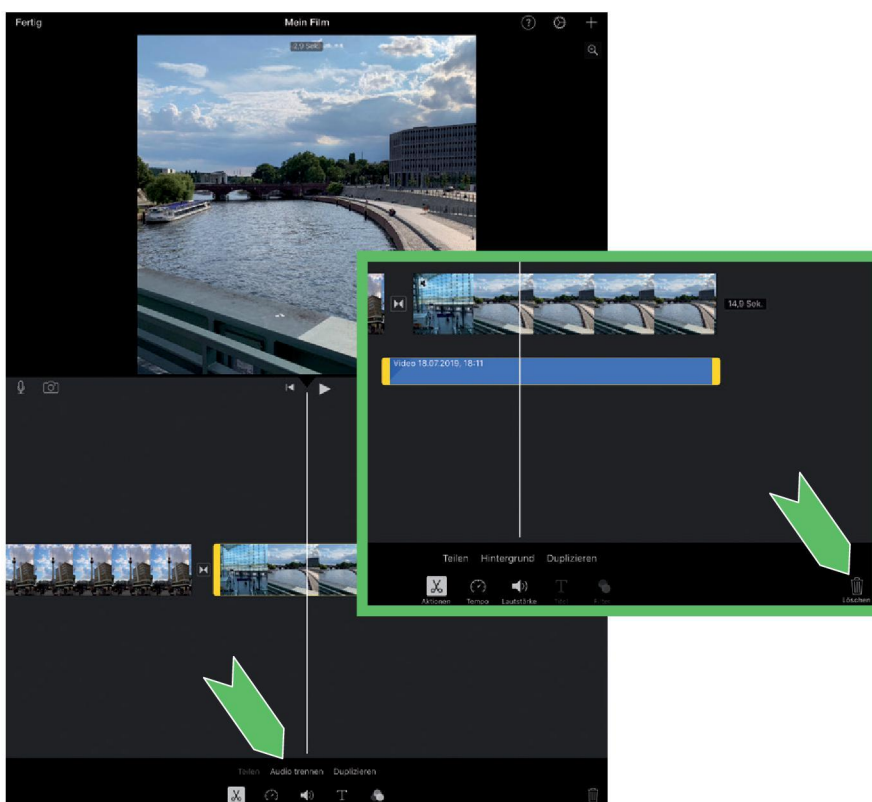 Fertig
Mein Film
?
2,9 Sek.
14,9 Sek.
Video 18.07.2019, 18:11
Teilen Hintergrund Duplizieren
Aktionen Tempo Lautstärke Titel Filter
Löschen
Teilen Audio trennen Duplizieren
T